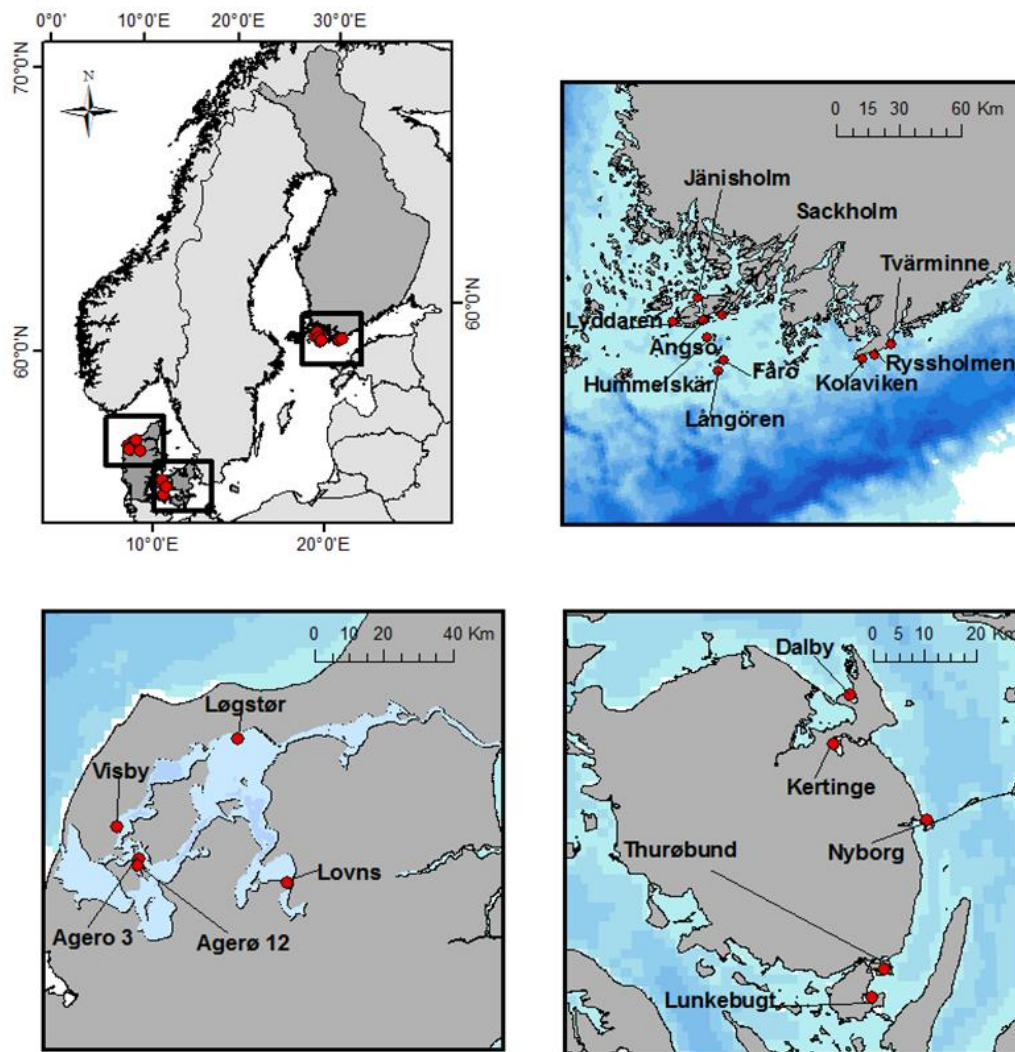 0°0' 10°0'E 20°0'E 30°0'E
70°0'N
N
60°0'N
60°0'N
10°0'E 20°0'E
0 15 30 60 Km
Jänisholm
Sackholm
Tvärminne
Lyddaren
Ängsö
Hummelskär
Fårö
Ryssholmen
Kolaviken
Långören
0 10 20 40 Km
Løgstør
Visby
Lovns
Agero 3
Agerø 12
0 5 10 20 Km
Dalby
Kertinge
Nyborg
Thurøbund
Lunkebugt